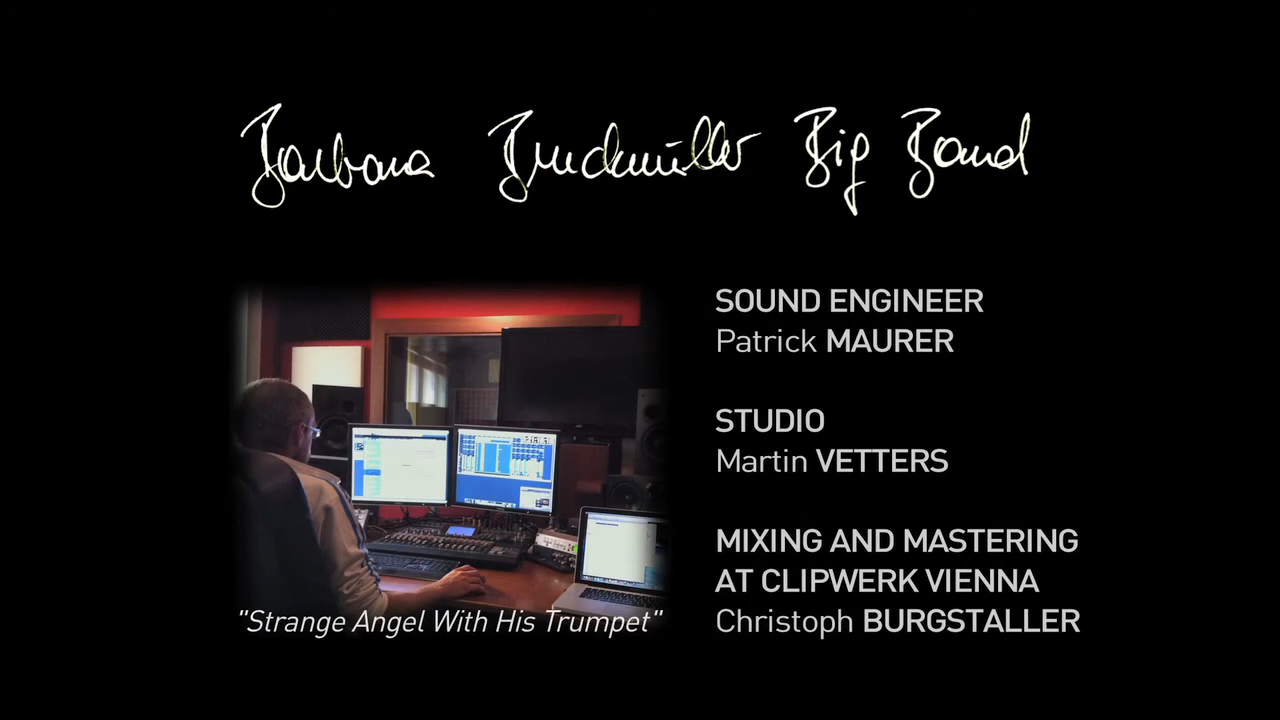 Barbara Bruckmüller Big Band
SOUND ENGINEER
Patrick MAURER
STUDIO
Martin VETTERS
MIXING AND MASTERING
AT CLIPWERK VIENNA
Christoph BURGSTALLER
"Strange Angel With His Trumpet"